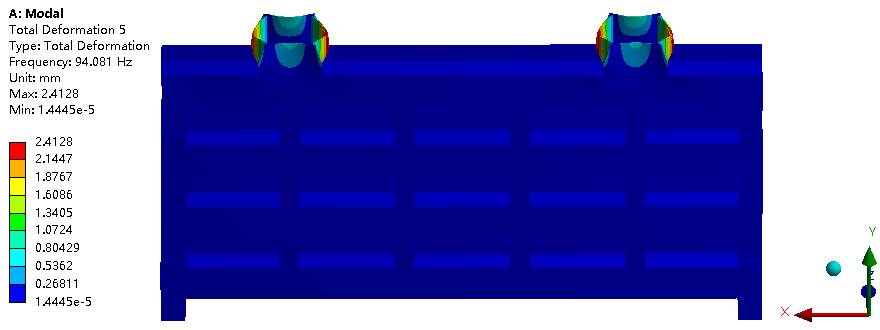 A: Modal
Total Deformation 5
Type: Total Deformation
Frequency: 94.081 Hz
Unit: mm
Max: 2.4128
Min: 1.4445e-5
2.4128
2.1447
1.8767
1.6086
1.3405
1.0724
0.80429
0.5362
0.26811
1.4445e-5
Y
Z
X